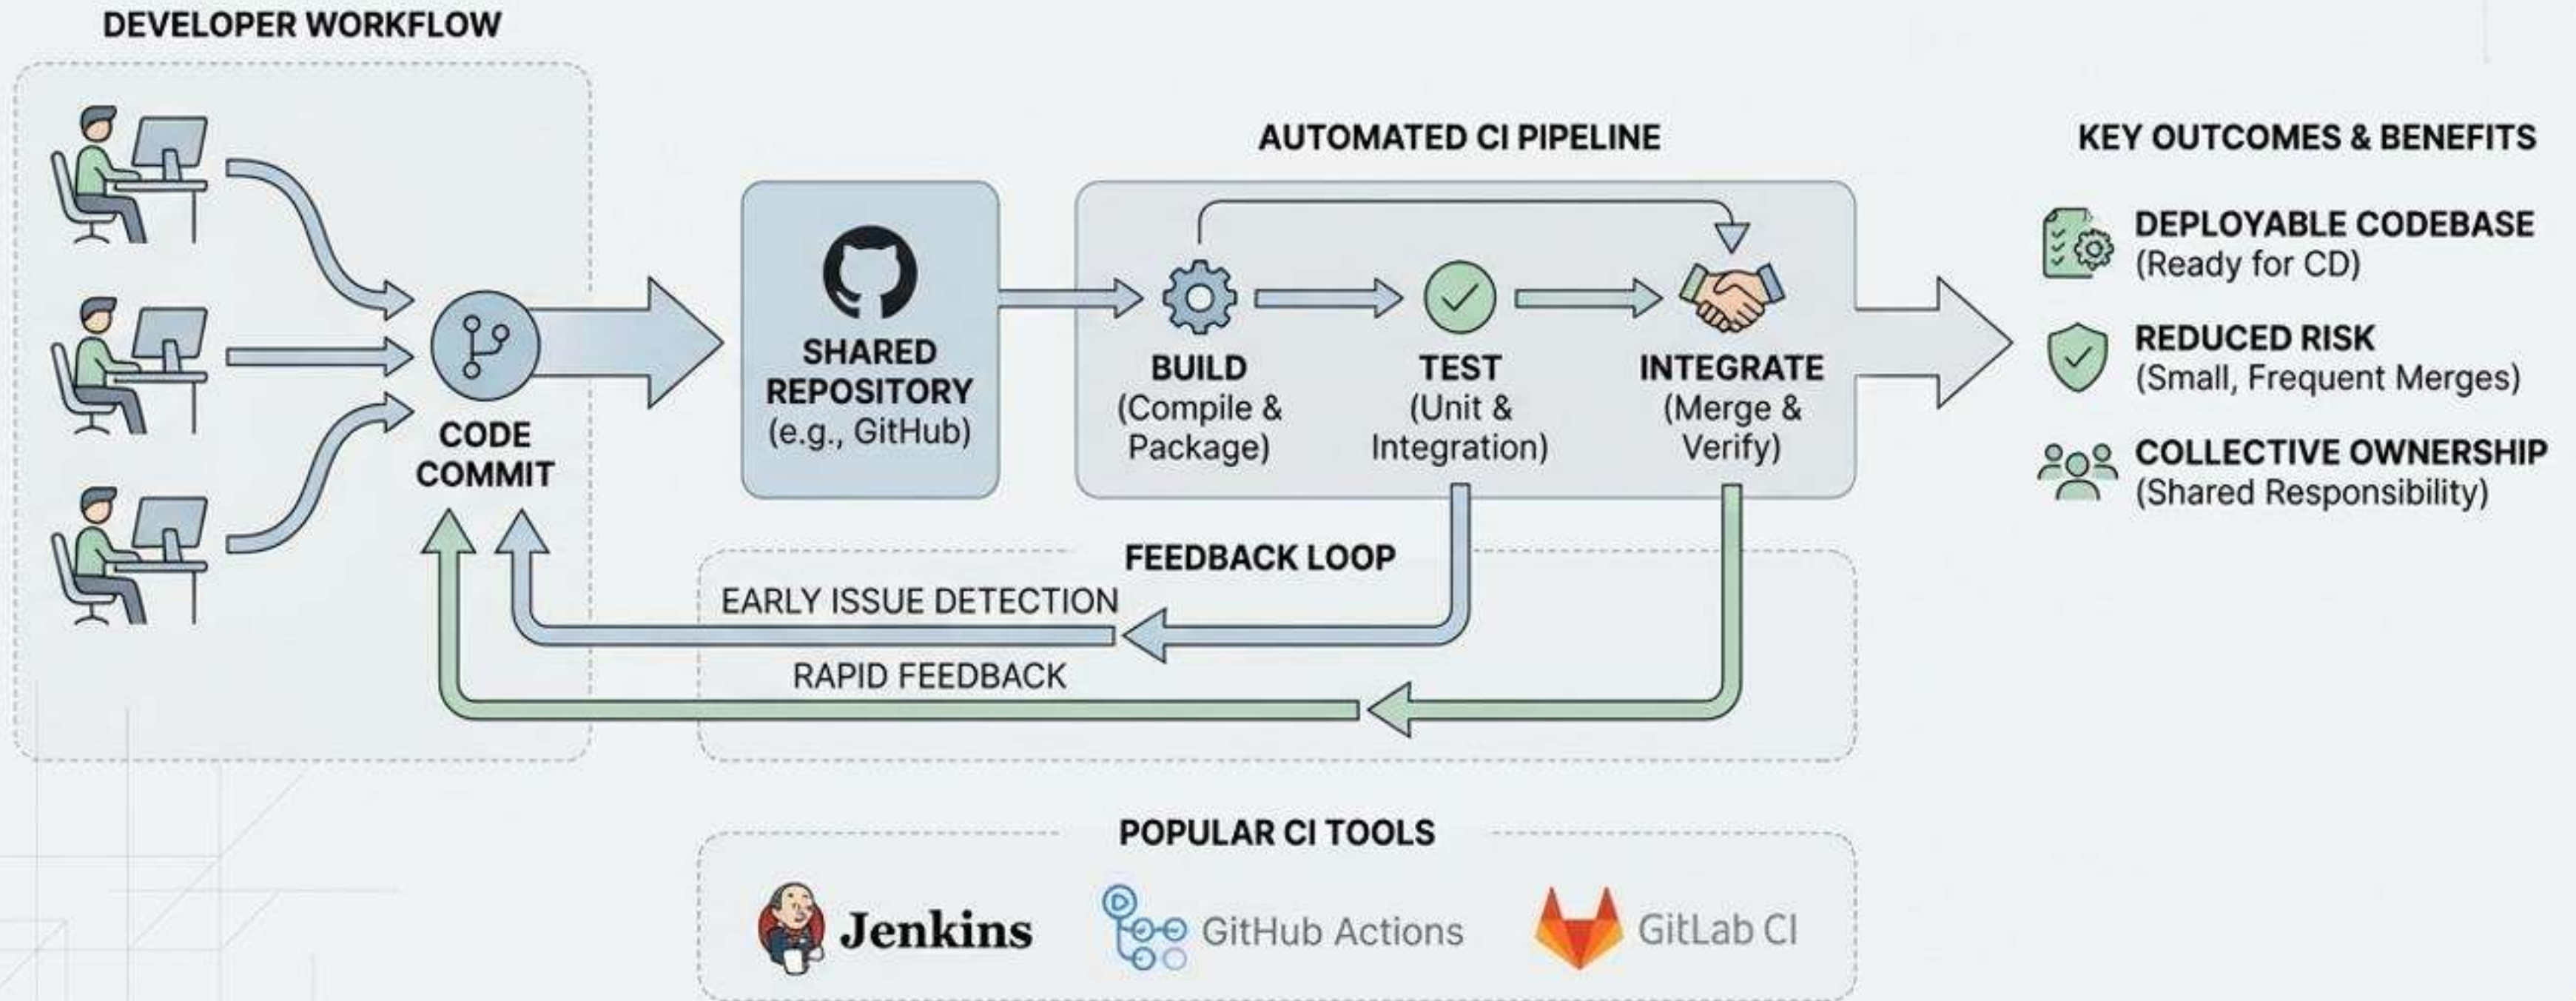 DEVELOPER WORKFLOW
CODE
COMMIT
SHARED
REPOSITORY
(e.g., GitHub)
AUTOMATED CI PIPELINE
BUILD
(Compile &
Package)
TEST
(Unit &
Integration)
INTEGRATE
(Merge &
Verify)
KEY OUTCOMES & BENEFITS
DEPLOYABLE CODEBASE
(Ready for CD)
REDUCED RISK
(Small, Frequent Merges)
COLLECTIVE OWNERSHIP
(Shared Responsibility)
FEEDBACK LOOP
EARLY ISSUE DETECTION
RAPID FEEDBACK
POPULAR CI TOOLS
Jenkins
GitHub Actions
GitLab CI